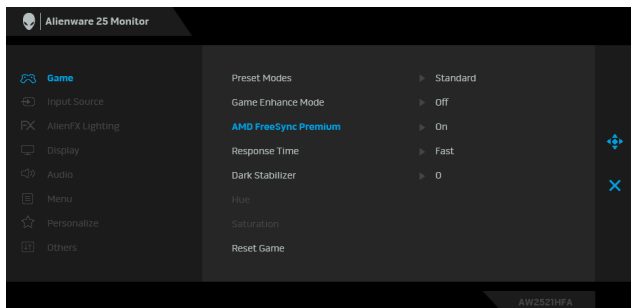 Alienware 25 Monitor
Game
Input Source
AlienFX Lighting
Display
Audio
Menu
Personalize
Others
Preset Modes Standard
Game Enhance Mode Off
AMD FreeSync Premium On
Response Time Fast
Dark Stabilizer 0
Hue
Saturation
Reset Game
AW2521HFA